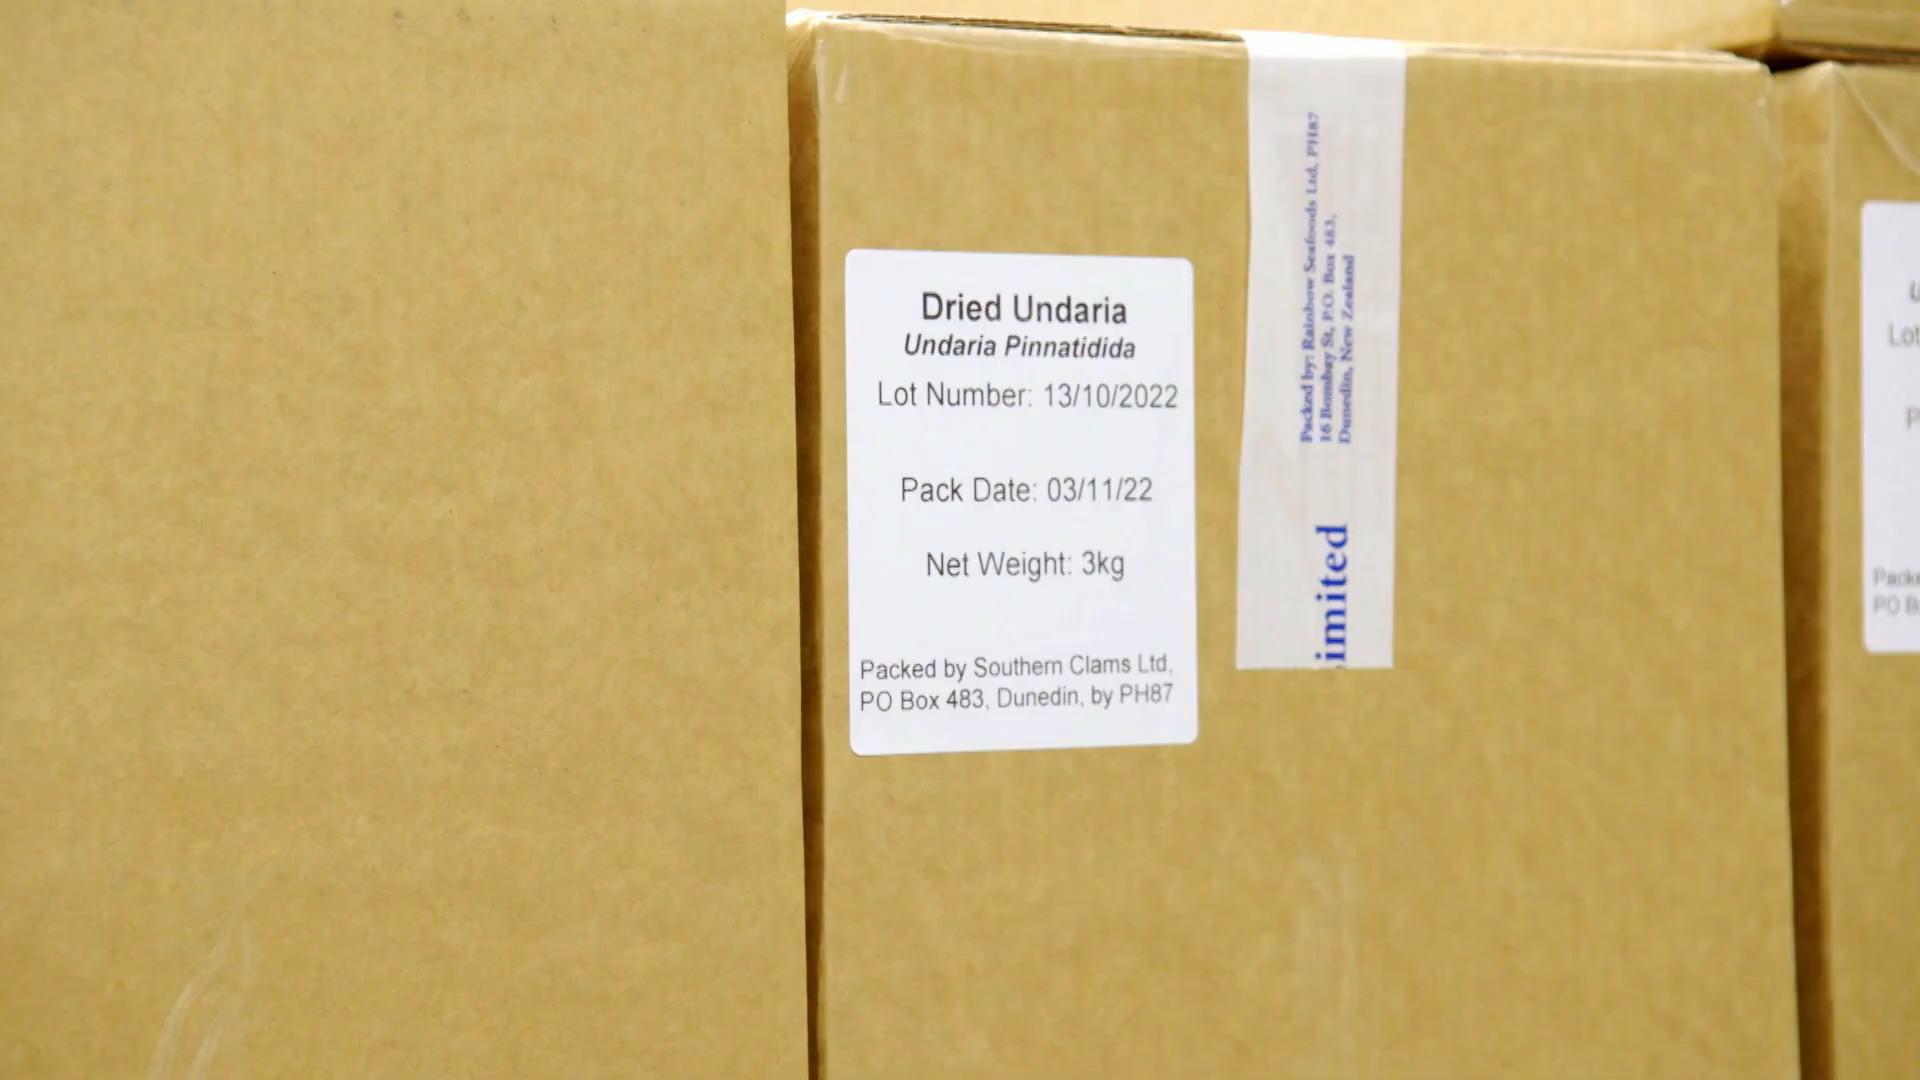 Dried Undaria
Undaria Pinnatidida
Lot Number: 13/10/2022
Pack Date: 03/11/22
Net Weight: 3kg
Packed by Southern Clams Ltd,
PO Box 483, Dunedin, by PH87
Packed by: Rainbow Seafoods Ltd, PH87
16 Bombay St, P.O. Box 483,
Dunedin, New Zealand
imited
Lot
PO B